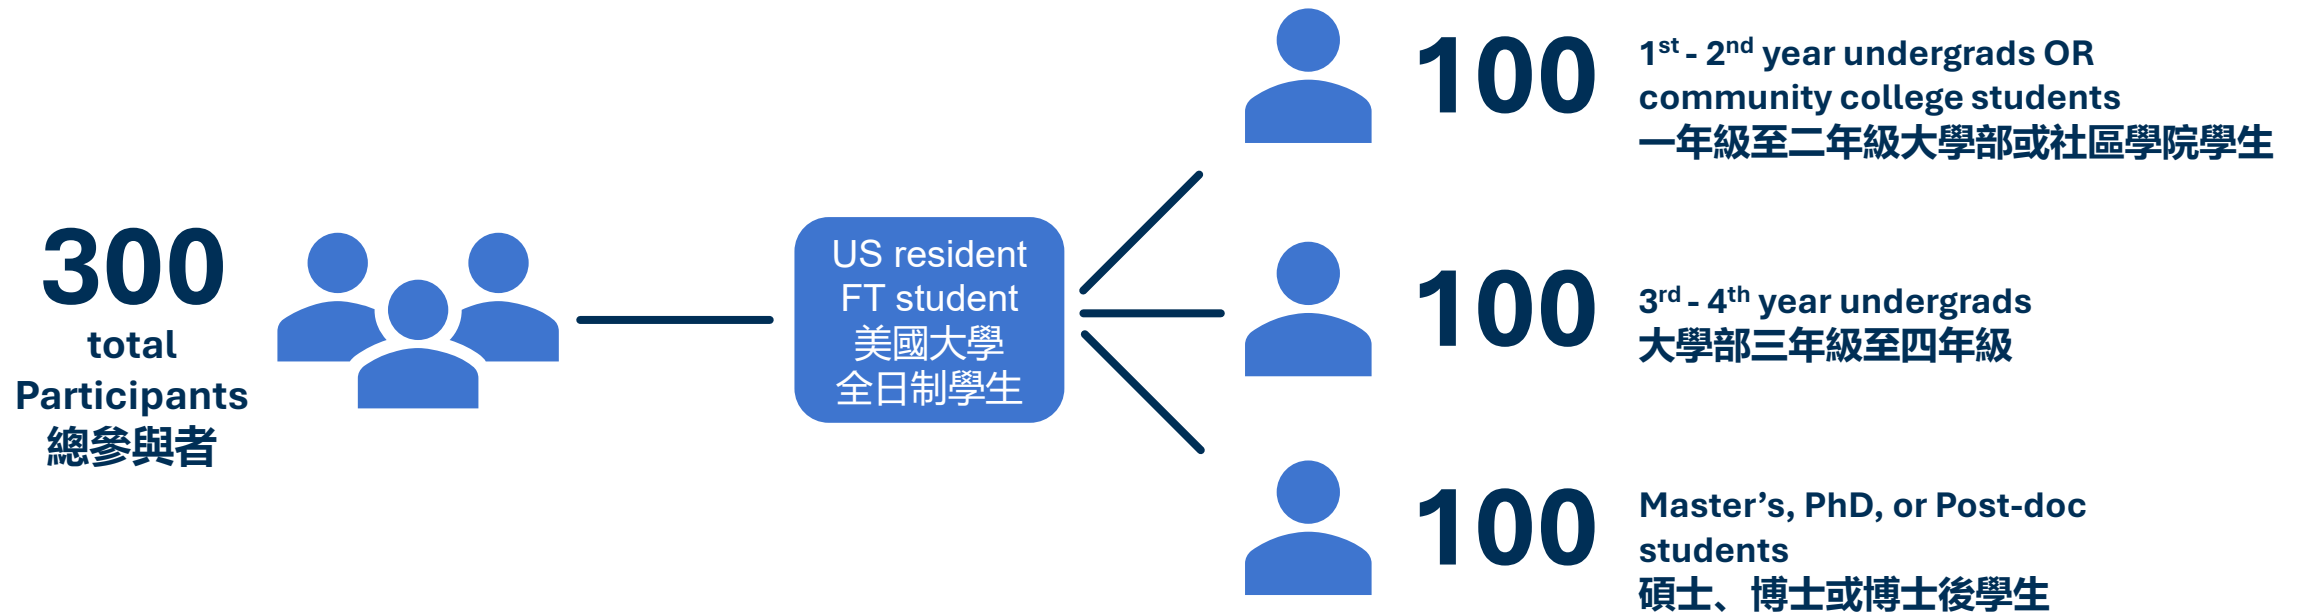 300
total
Participants
總參與者
US resident
FT student
美國大學
全日制學生
100
1st - 2nd year undergrads OR
community college students
一年級至二年級大學部或社區學院學生
100
3rd - 4th year undergrads
大學部三年級至四年級
100
Master’s, PhD, or Post-doc
students
碩士、博士或博士後學生